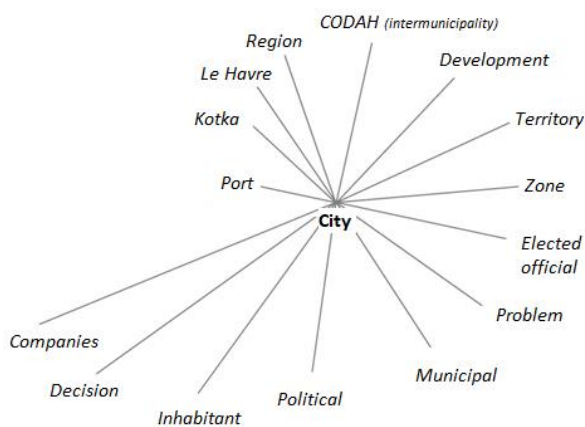 CODAH (intermunicipality)
Region
Development
Le Havre
Kotka
Territory
Port
Zone
City
Elected
official
Problem
Companies
Municipal
Decision
Political
Inhabitant